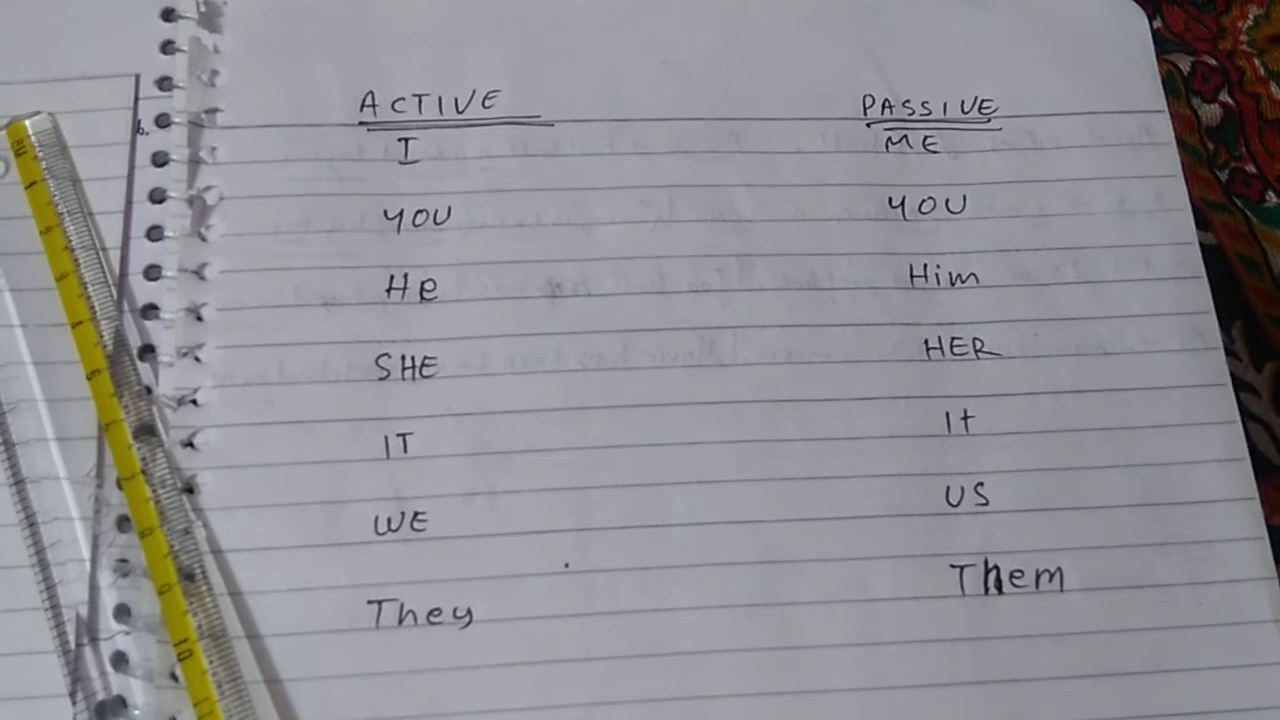 ACTIVE PASSIVE
I ME
YOU YOU
He Him
SHE HER
IT It
WE US
They Them